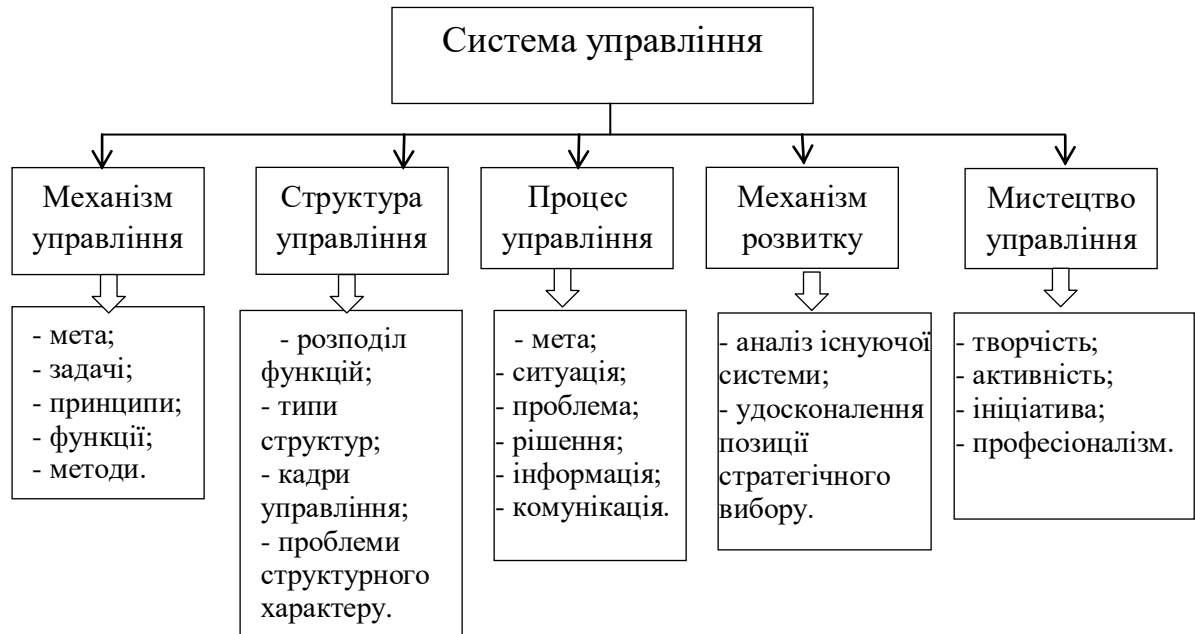 Система управління
Механізм
управління
Структура
управління
Процес
управління
Механізм
розвитку
Мистецтво
управління
- мета;
- задачі;
- принципи;
- функції;
- методи.
- розподіл
функцій;
- типи
структур;
- кадри
управління;
- проблеми
структурного
характеру.
- мета;
- ситуація;
- проблема;
- рішення;
- інформація;
- комунікація.
- аналіз існуючої
системи;
- удосконалення
позиції
стратегічного
вибору.
- творчість;
- активність;
- ініціатива;
- професіоналізм.